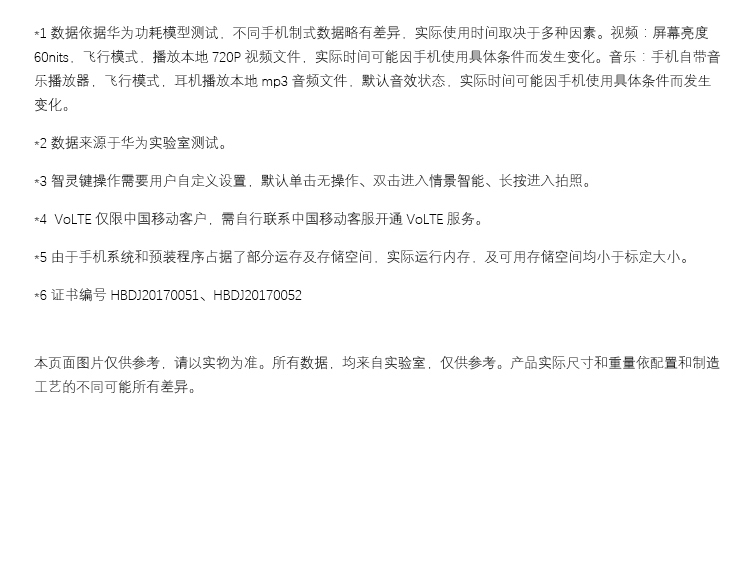 *1 数据依据华为功耗模型测试，不同手机制式数据略有差异，实际使用时间取决于多种因素。视频：屏幕亮度
60nits，飞行模式，播放本地 720P 视频文件，实际时间可能因手机使用具体条件而发生变化。音乐：手机自带音
乐播放器，飞行模式，耳机播放本地 mp3 音频文件，默认音效状态，实际时间可能因手机使用具体条件而发生
变化。
*2 数据来源于华为实验室测试。
*3 智灵键操作需要用户自定义设置，默认单击无操作、双击进入情景智能、长按进入拍照。
*4 VoLTE 仅限中国移动客户，需自行联系中国移动客服开通 VoLTE 服务。
*5 由于手机系统和预装程序占据了部分运存及存储空间，实际运行内存，及可用存储空间均小于标定大小。
*6 证书编号 HBDJ20170051、HBDJ20170052
本页面图片仅供参考，请以实物为准。所有数据，均来自实验室，仅供参考。产品实际尺寸和重量依配置和制造
工艺的不同可能所有差异。